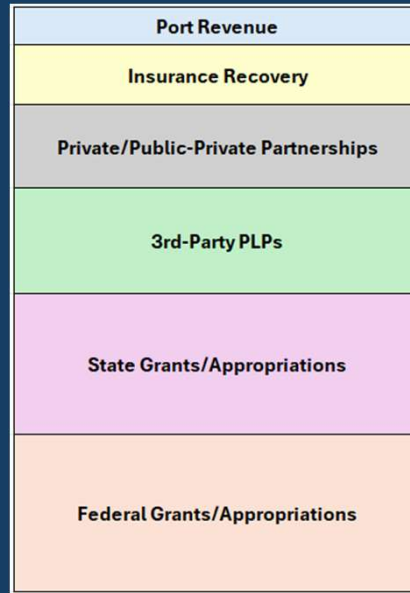 Port Revenue
Insurance Recovery
Private/Public-Private Partnerships
3rd-Party PLPs
State Grants/Appropriations
Federal Grants/Appropriations